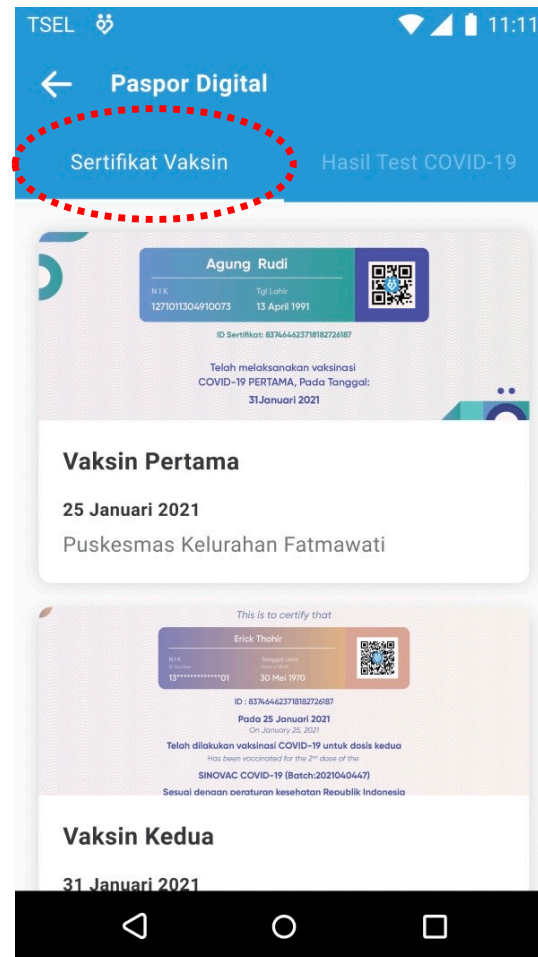 TSEL 11:11
Paspor Digital
Sertifikat Vaksin Hasil Test COVID-19
Agung Rudi
NIK Tgl Lahir
1271011304910073 13 April 1991
ID Sertifikat: 837464623718182726187
Telah melaksanakan vaksinasi
COVID-19 PERTAMA, Pada Tanggal:
31Januari 2021
Vaksin Pertama
25 Januari 2021
Puskesmas Kelurahan Fatmawati
This is to certify that
Erick Thohir
NIK Tanggal Lahir
13*************01 30 Mei 1970
ID : 837464623718182726187
Pada 25 Januari 2021
On January 25, 2021
Telah dilakukan vaksinasi COVID-19 untuk dosis kedua
Has been vaccinated for the 2nd dose of the
SINOVAC COVID-19 (Batch:2021040447)
Sesuai dengan peraturan kesehatan Republik Indonesia
Vaksin Kedua
31 Januari 2021